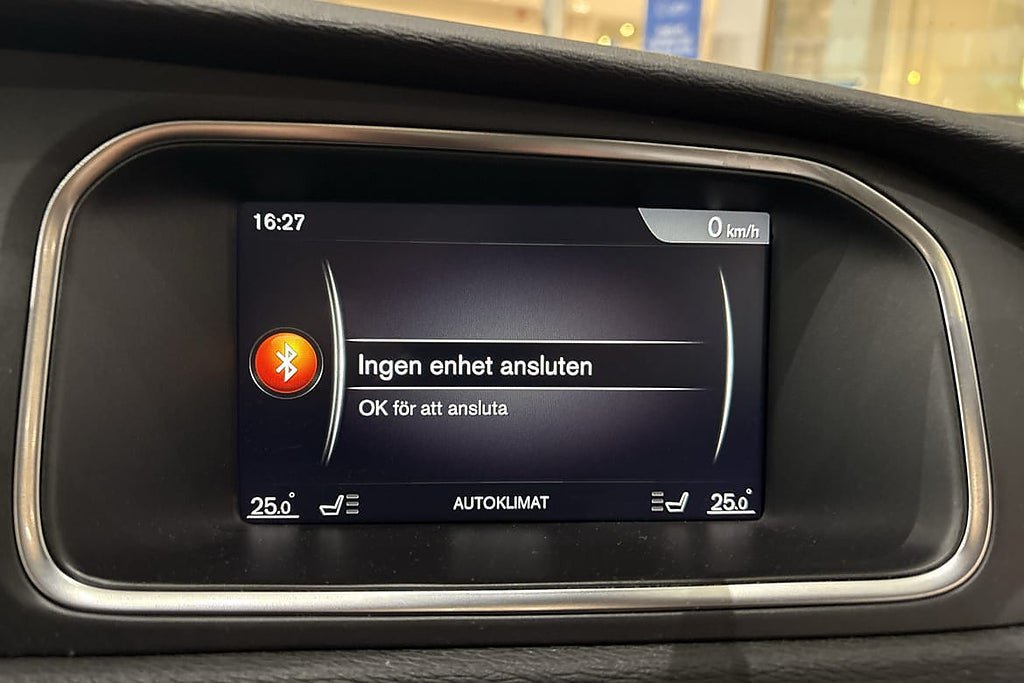 16:27
0 km/h
Ingen enhet ansluten
OK för att ansluta
25.0° AUTOKLIMAT 25.0°